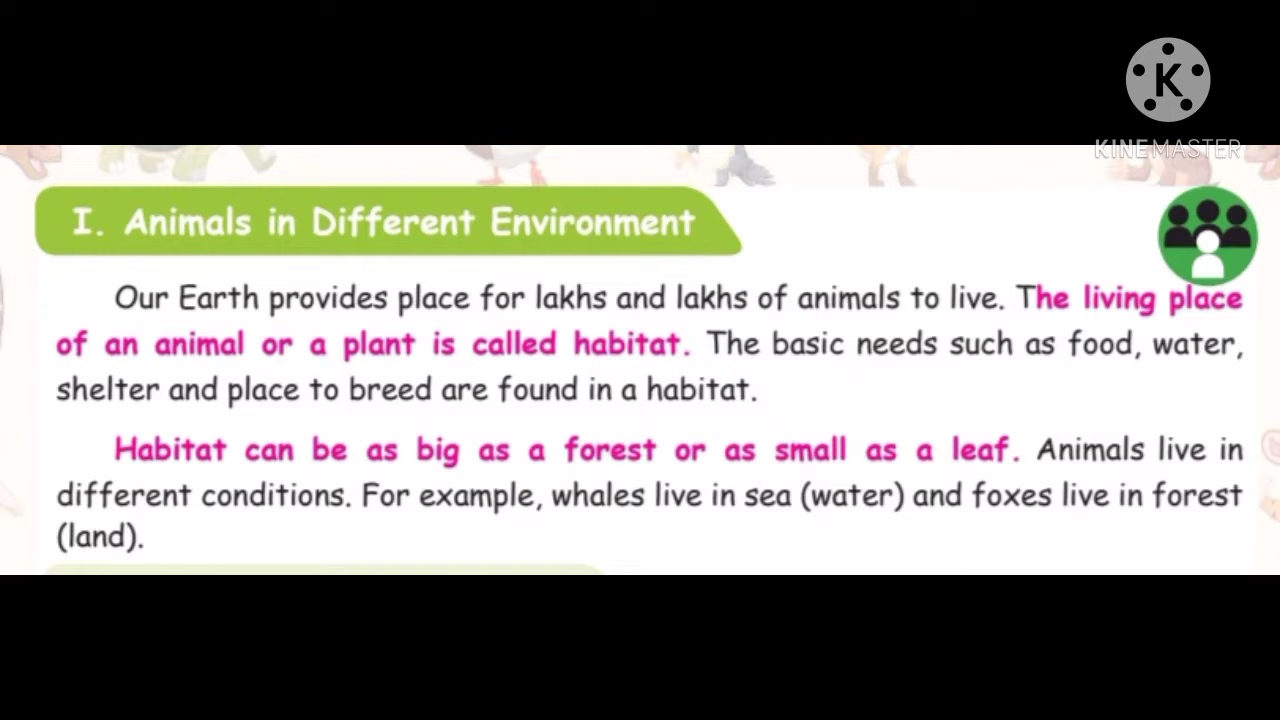 K
KINEMASTER
I. Animals in Different Environment
Our Earth provides place for lakhs and lakhs of animals to live. The living place
of an animal or a plant is called habitat. The basic needs such as food, water,
shelter and place to breed are found in a habitat.
Habitat can be as big as a forest or as small as a leaf. Animals live in
different conditions. For example, whales live in sea (water) and foxes live in forest
(land).